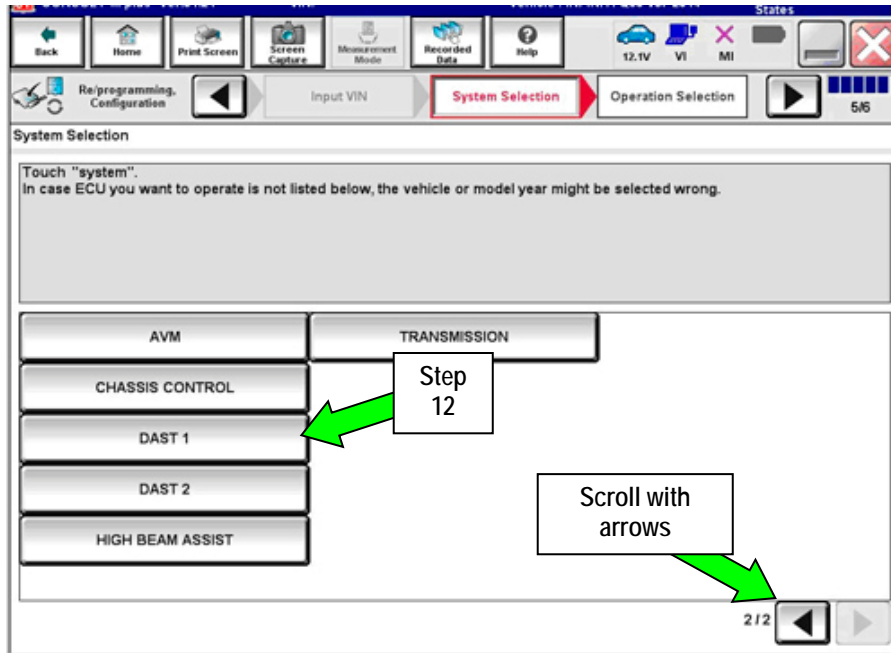 States
Back
Home
Print Screen
Screen
Capture
Measurement
Mode
Recorded
Data
Help
12.1V
VI
MI
Re/programming,
Configuration
Input VIN
System Selection
Operation Selection
5/6
System Selection
Touch "system".
In case ECU you want to operate is not listed below, the vehicle or model year might be selected wrong.
AVM
TRANSMISSION
CHASSIS CONTROL
Step
12
DAST 1
DAST 2
Scroll with
arrows
HIGH BEAM ASSIST
2/2